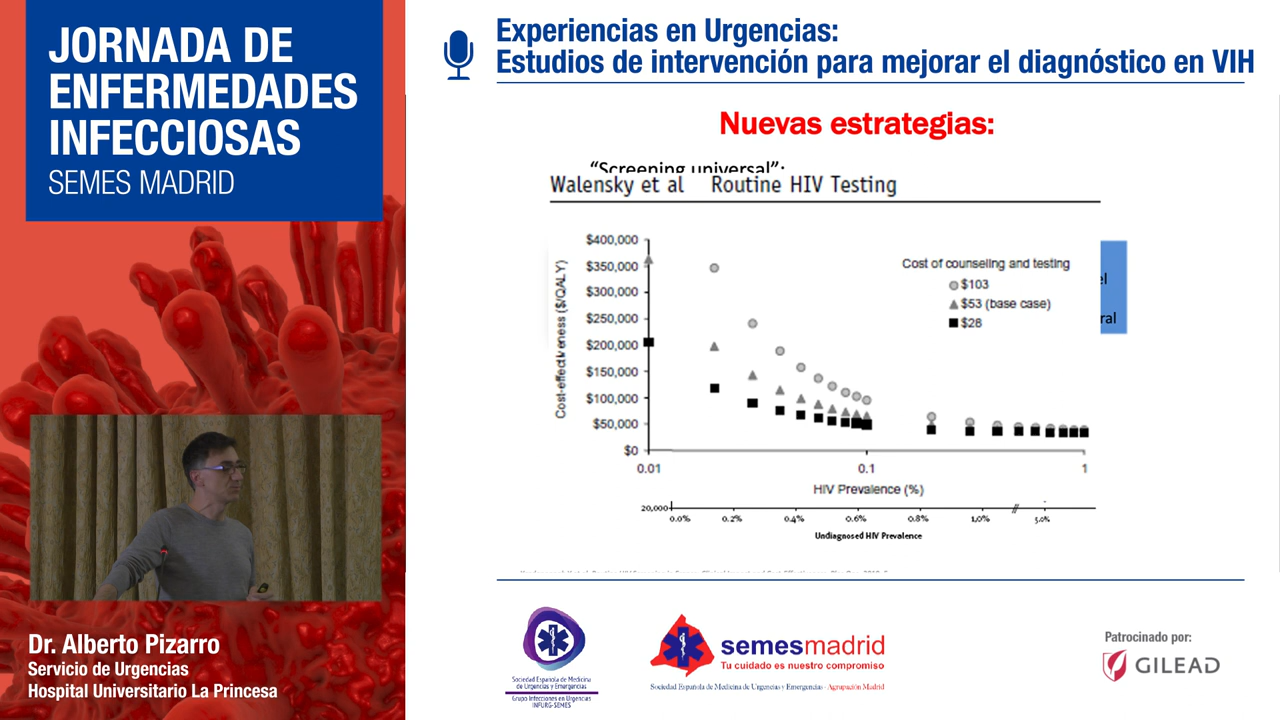 JORNADA DE
ENFERMEDADES
INFECCIOSAS
SEMES MADRID
Experiencias en Urgencias:
Estudios de intervención para mejorar el diagnóstico en VIH
Nuevas estrategias:
“Screening universal”:
Walensky et al Routine HIV Testing
Cost-effectiveness ($/QALY)
$400,000
$350,000
$300,000
$250,000
$200,000
$150,000
$100,000
$50,000
$0
Cost of counseling and testing
$103
$53 (base case)
$28
el
ral
0.01 0.1 1
HIV Prevalence (%)
20,000
0.0% 0.2% 0.4% 0.6% 0.8% 1.0% 5.0%
Undiagnosed HIV Prevalence
Dr. Alberto Pizarro
Servicio de Urgencias
Hospital Universitario La Princesa
Sociedad Española de Medicina
de Urgencias y Emergencias
Grupo Infecciones en Urgencias
INFURG-SEMES
semesmadrid
Tu cuidado es nuestro compromiso
Sociedad Española de Medicina de Urgencias y Emergencias - Agrupación Madrid
Patrocinado por:
GILEAD